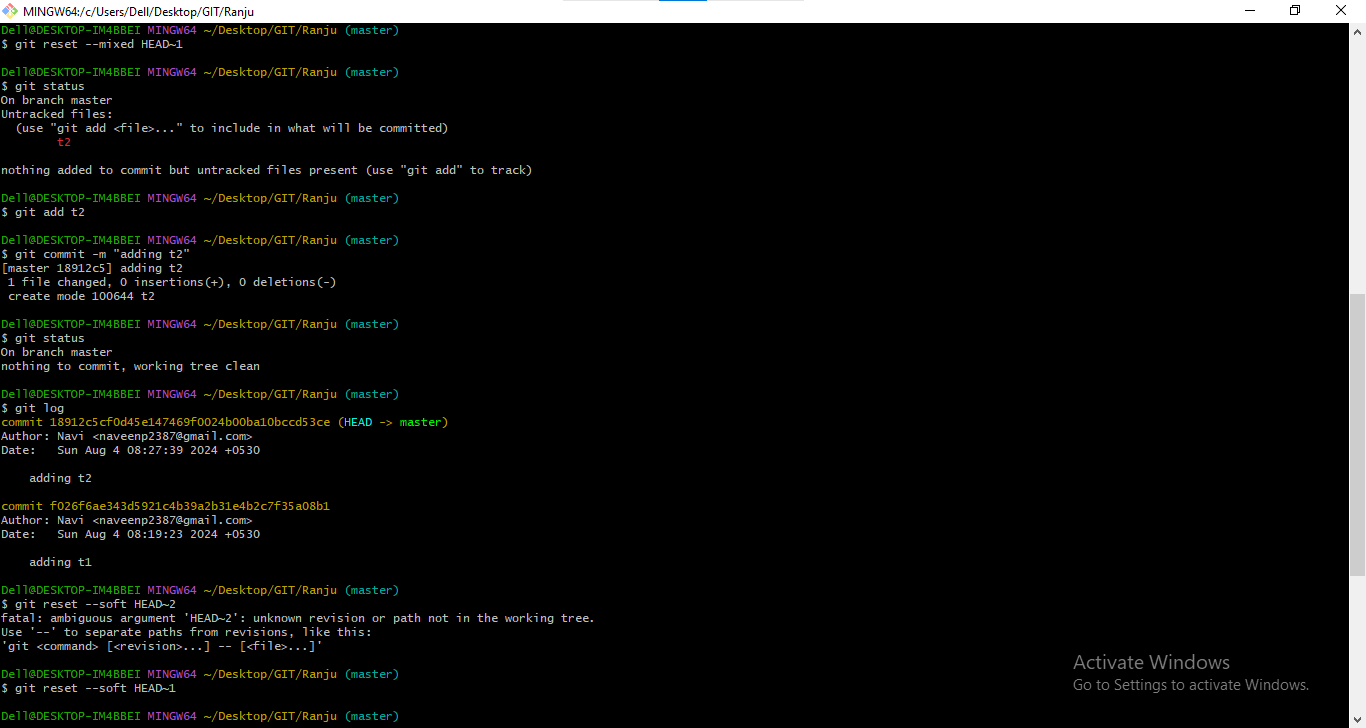 MINGW64:/c/Users/Dell/Desktop/GIT/Ranju
Dell@DESKTOP-IM4BBEI MINGW64 ~/Desktop/GIT/Ranju (master)
$ git reset --mixed HEAD~1
Dell@DESKTOP-IM4BBEI MINGW64 ~/Desktop/GIT/Ranju (master)
$ git status
On branch master
Untracked files:
  (use "git add <file>..." to include in what will be committed)
        t2
nothing added to commit but untracked files present (use "git add" to track)
Dell@DESKTOP-IM4BBEI MINGW64 ~/Desktop/GIT/Ranju (master)
$ git add t2
Dell@DESKTOP-IM4BBEI MINGW64 ~/Desktop/GIT/Ranju (master)
$ git commit -m "adding t2"
[master 18912c5] adding t2
 1 file changed, 0 insertions(+), 0 deletions(-)
 create mode 100644 t2
Dell@DESKTOP-IM4BBEI MINGW64 ~/Desktop/GIT/Ranju (master)
$ git status
On branch master
nothing to commit, working tree clean
Dell@DESKTOP-IM4BBEI MINGW64 ~/Desktop/GIT/Ranju (master)
$ git log
commit 18912c5cf0d45e147469f0024b00ba10bccd53ce (HEAD -> master)
Author: Navi <naveenp2387@gmail.com>
Date:   Sun Aug 4 08:27:39 2024 +0530
    adding t2
commit f026f6ae343d5921c4b39a2b31e4b2c7f35a08b1
Author: Navi <naveenp2387@gmail.com>
Date:   Sun Aug 4 08:19:23 2024 +0530
    adding t1
Dell@DESKTOP-IM4BBEI MINGW64 ~/Desktop/GIT/Ranju (master)
$ git reset --soft HEAD~2
fatal: ambiguous argument 'HEAD~2': unknown revision or path not in the working tree.
Use '--' to separate paths from revisions, like this:
'git <command> [<revision>...] -- [<file>...]'
Dell@DESKTOP-IM4BBEI MINGW64 ~/Desktop/GIT/Ranju (master)
$ git reset --soft HEAD~1
Dell@DESKTOP-IM4BBEI MINGW64 ~/Desktop/GIT/Ranju (master)
Activate Windows
Go to Settings to activate Windows.